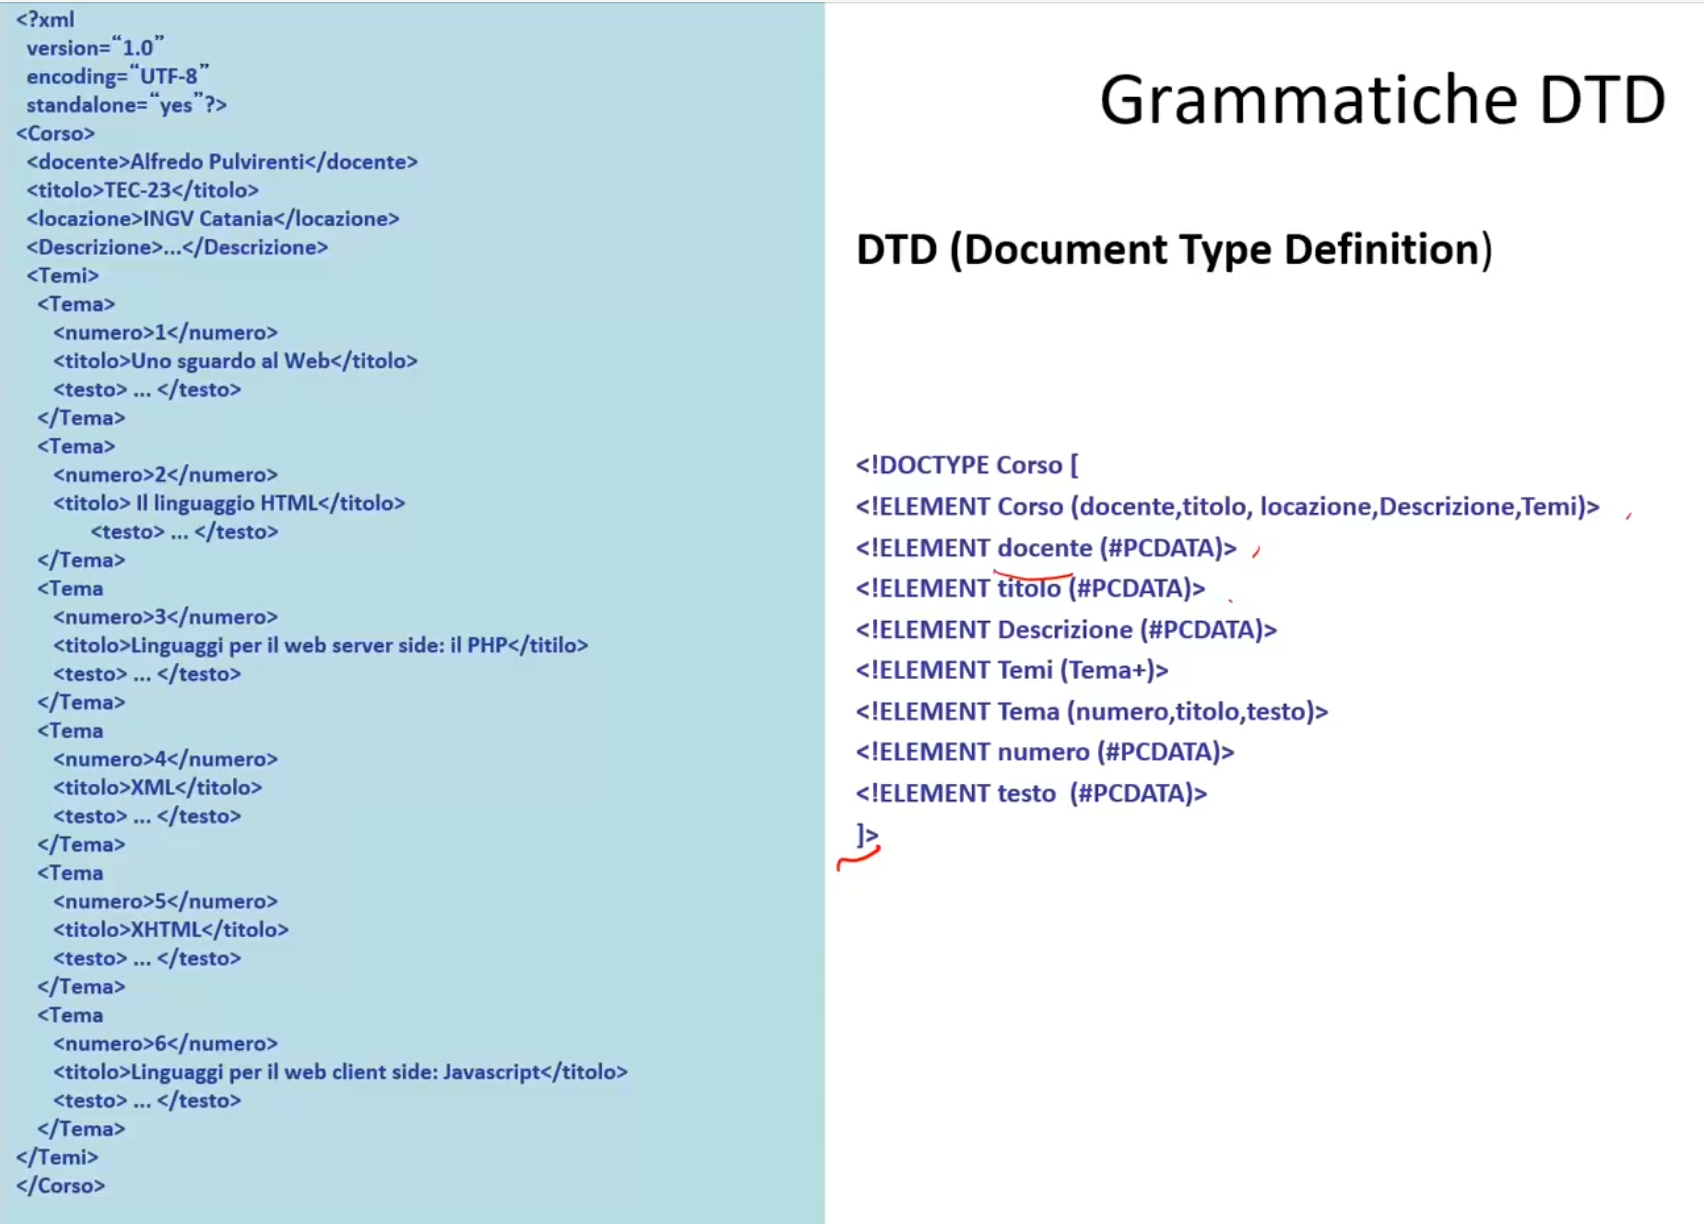 <?xml
version=“1.0”
encoding=“UTF-8”
standalone=“yes”?>
<Corso>
<docente>Alfredo Pulvirenti</docente>
<titolo>TEC-23</titolo>
<locazione>INGV Catania</locazione>
<Descrizione>...</Descrizione>
<Temi>
<Tema>
<numero>1</numero>
<titolo>Uno sguardo al Web</titolo>
<testo> ... </testo>
</Tema>
<Tema>
<numero>2</numero>
<titolo> Il linguaggio HTML</titolo>
<testo> ... </testo>
</Tema>
<Tema
<numero>3</numero>
<titolo>Linguaggi per il web server side: il PHP</titilo>
<testo> ... </testo>
</Tema>
<Tema
<numero>4</numero>
<titolo>XML</titolo>
<testo> ... </testo>
</Tema>
<Tema
<numero>5</numero>
<titolo>XHTML</titolo>
<testo> ... </testo>
</Tema>
<Tema
<numero>6</numero>
<titolo>Linguaggi per il web client side: Javascript</titolo>
<testo> ... </testo>
</Tema>
</Temi>
</Corso>
Grammatiche DTD
DTD (Document Type Definition)
<!DOCTYPE Corso [
<!ELEMENT Corso (docente,titolo, locazione,Descrizione,Temi)>
<!ELEMENT docente (#PCDATA)>
<!ELEMENT titolo (#PCDATA)>
<!ELEMENT Descrizione (#PCDATA)>
<!ELEMENT Temi (Tema+)>
<!ELEMENT Tema (numero,titolo,testo)>
<!ELEMENT numero (#PCDATA)>
<!ELEMENT testo  (#PCDATA)>
]>